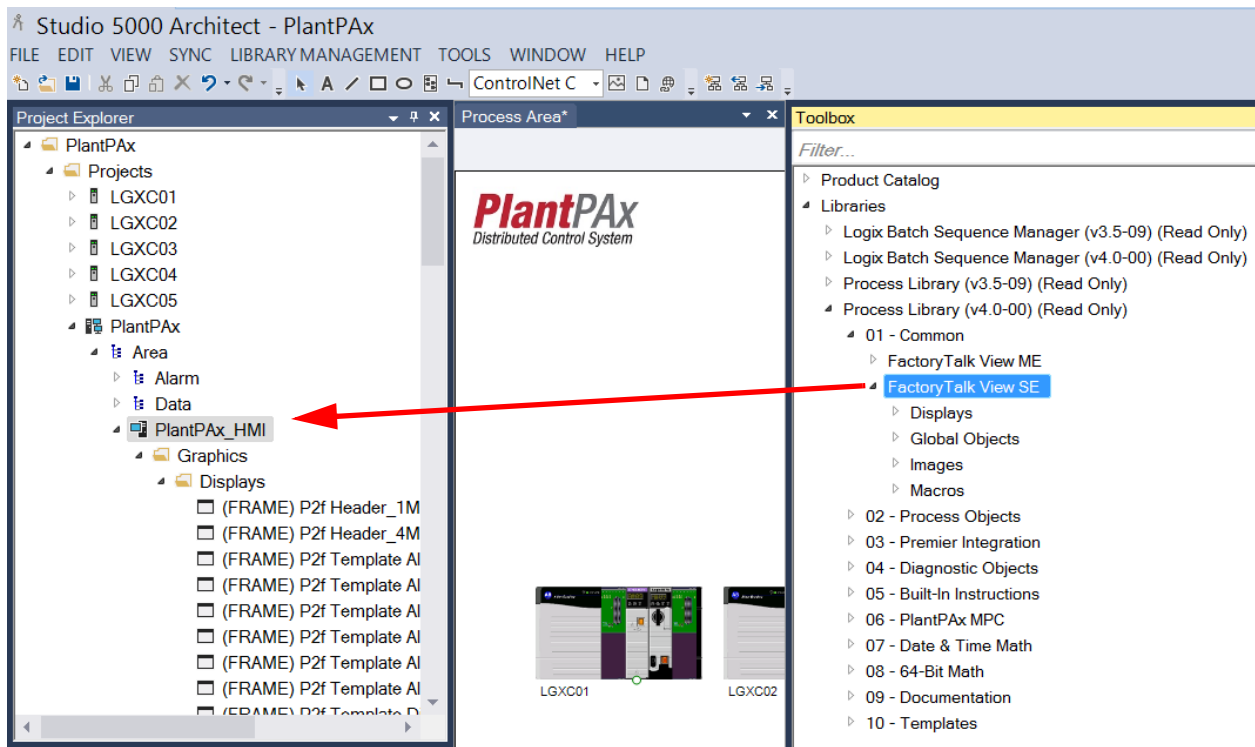 Studio 5000 Architect - PlantPAx
FILE EDIT VIEW SYNC LIBRARY MANAGEMENT TOOLS WINDOW HELP
ControlNet C
Project Explorer
PlantPAx
Projects
LGXC01
LGXC02
LGXC03
LGXC04
LGXC05
PlantPAx
Area
Alarm
Data
PlantPAx_HMI
Graphics
Displays
(FRAME) P2f Header_1M
(FRAME) P2f Header_4M
(FRAME) P2f Template Al
(FRAME) P2f Template Al
(FRAME) P2f Template Al
(FRAME) P2f Template Al
(FRAME) P2f Template Al
(FRAME) P2f Template Al
(FRAME) P2f Template D
Process Area*
PlantPAx
Distributed Control System
LGXC01
LGXC02
Toolbox
Filter...
Product Catalog
Libraries
Logix Batch Sequence Manager (v3.5-09) (Read Only)
Logix Batch Sequence Manager (v4.0-00) (Read Only)
Process Library (v3.5-09) (Read Only)
Process Library (v4.0-00) (Read Only)
01 - Common
FactoryTalk View ME
FactoryTalk View SE
Displays
Global Objects
Images
Macros
02 - Process Objects
03 - Premier Integration
04 - Diagnostic Objects
05 - Built-In Instructions
06 - PlantPAx MPC
07 - Date & Time Math
08 - 64-Bit Math
09 - Documentation
10 - Templates